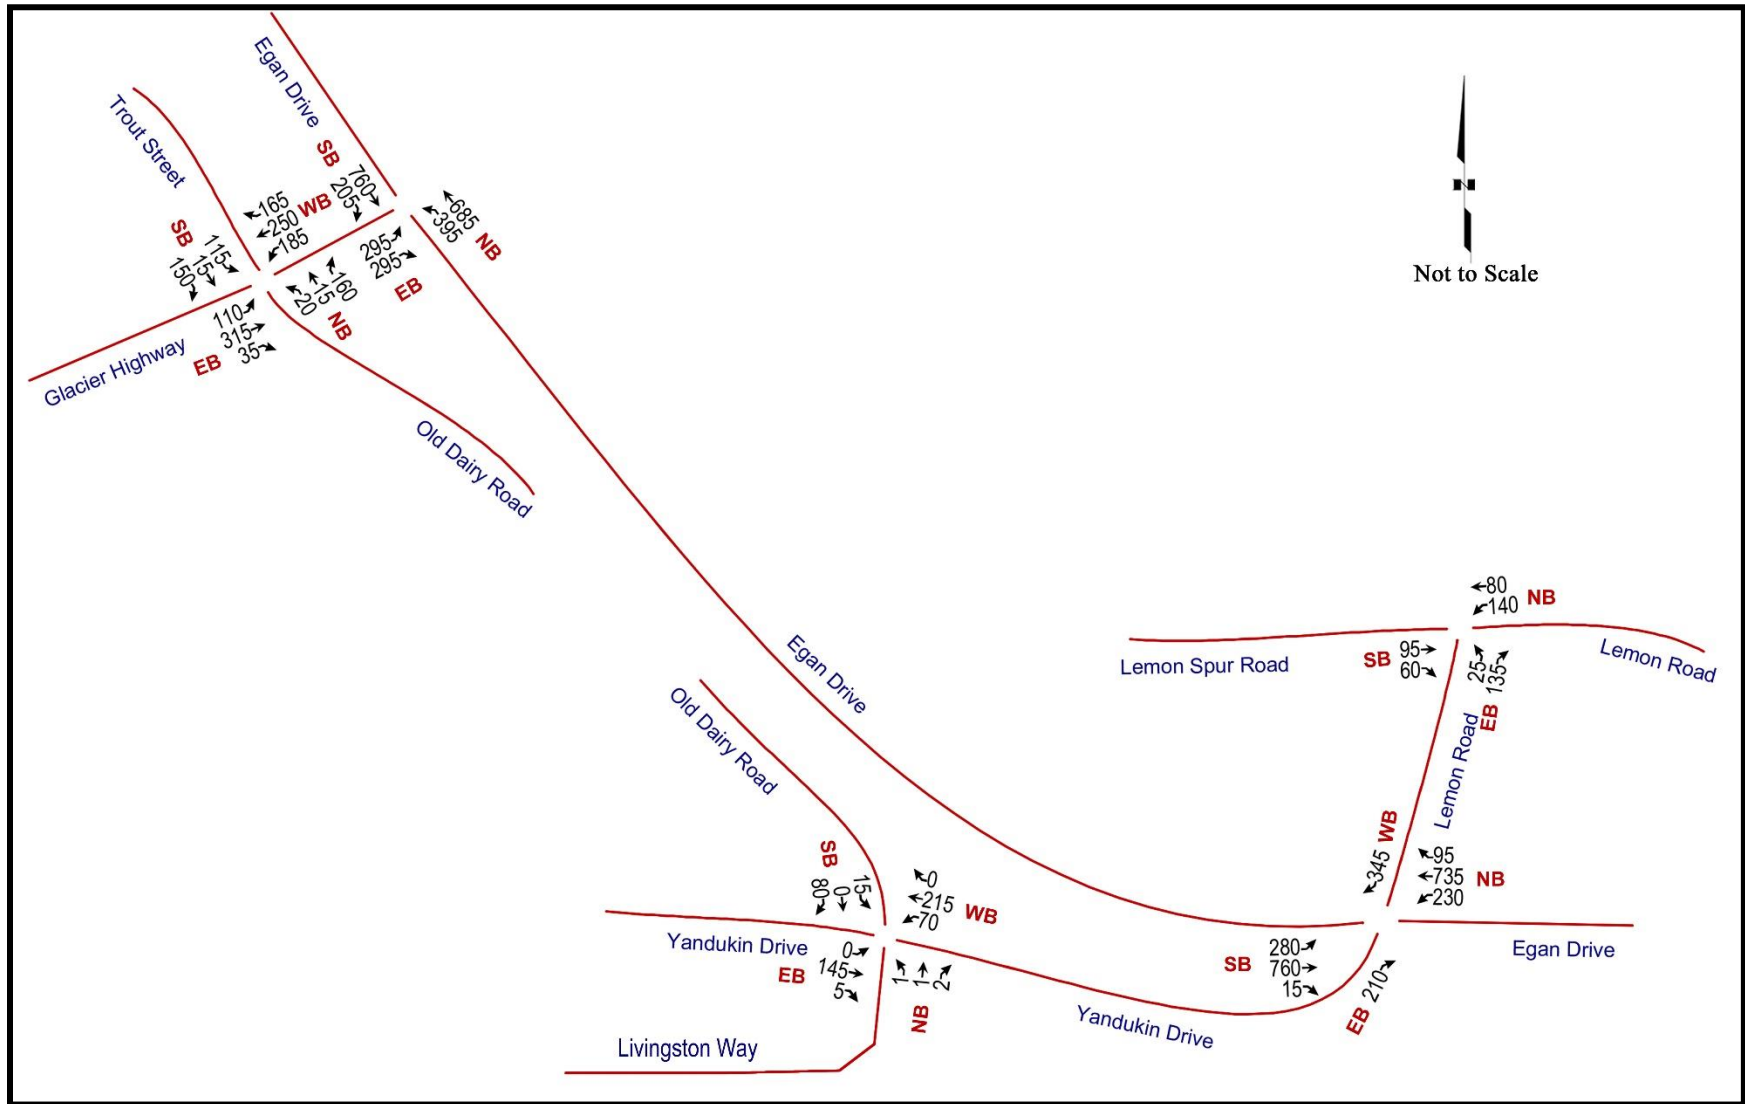 Egan Drive
Trout Street
SB
760
205
165
250
185
WB
685
395
NB
SB
115
15
150
295
295
EB
20
15
160
NB
110
315
35
EB
Glacier Highway
Old Dairy Road
Not to Scale
Egan Drive
80
140
NB
Lemon Spur Road
SB
95
60
25
135
EB
Lemon Road
Lemon Road
Old Dairy Road
SB
80
0
15
0
215
70
WB
Yandukin Drive
EB
0
145
5
1
1
2
NB
Livingston Way
Yandukin Drive
WB
345
95
735
230
NB
SB
280
760
15
EB
210
Egan Drive